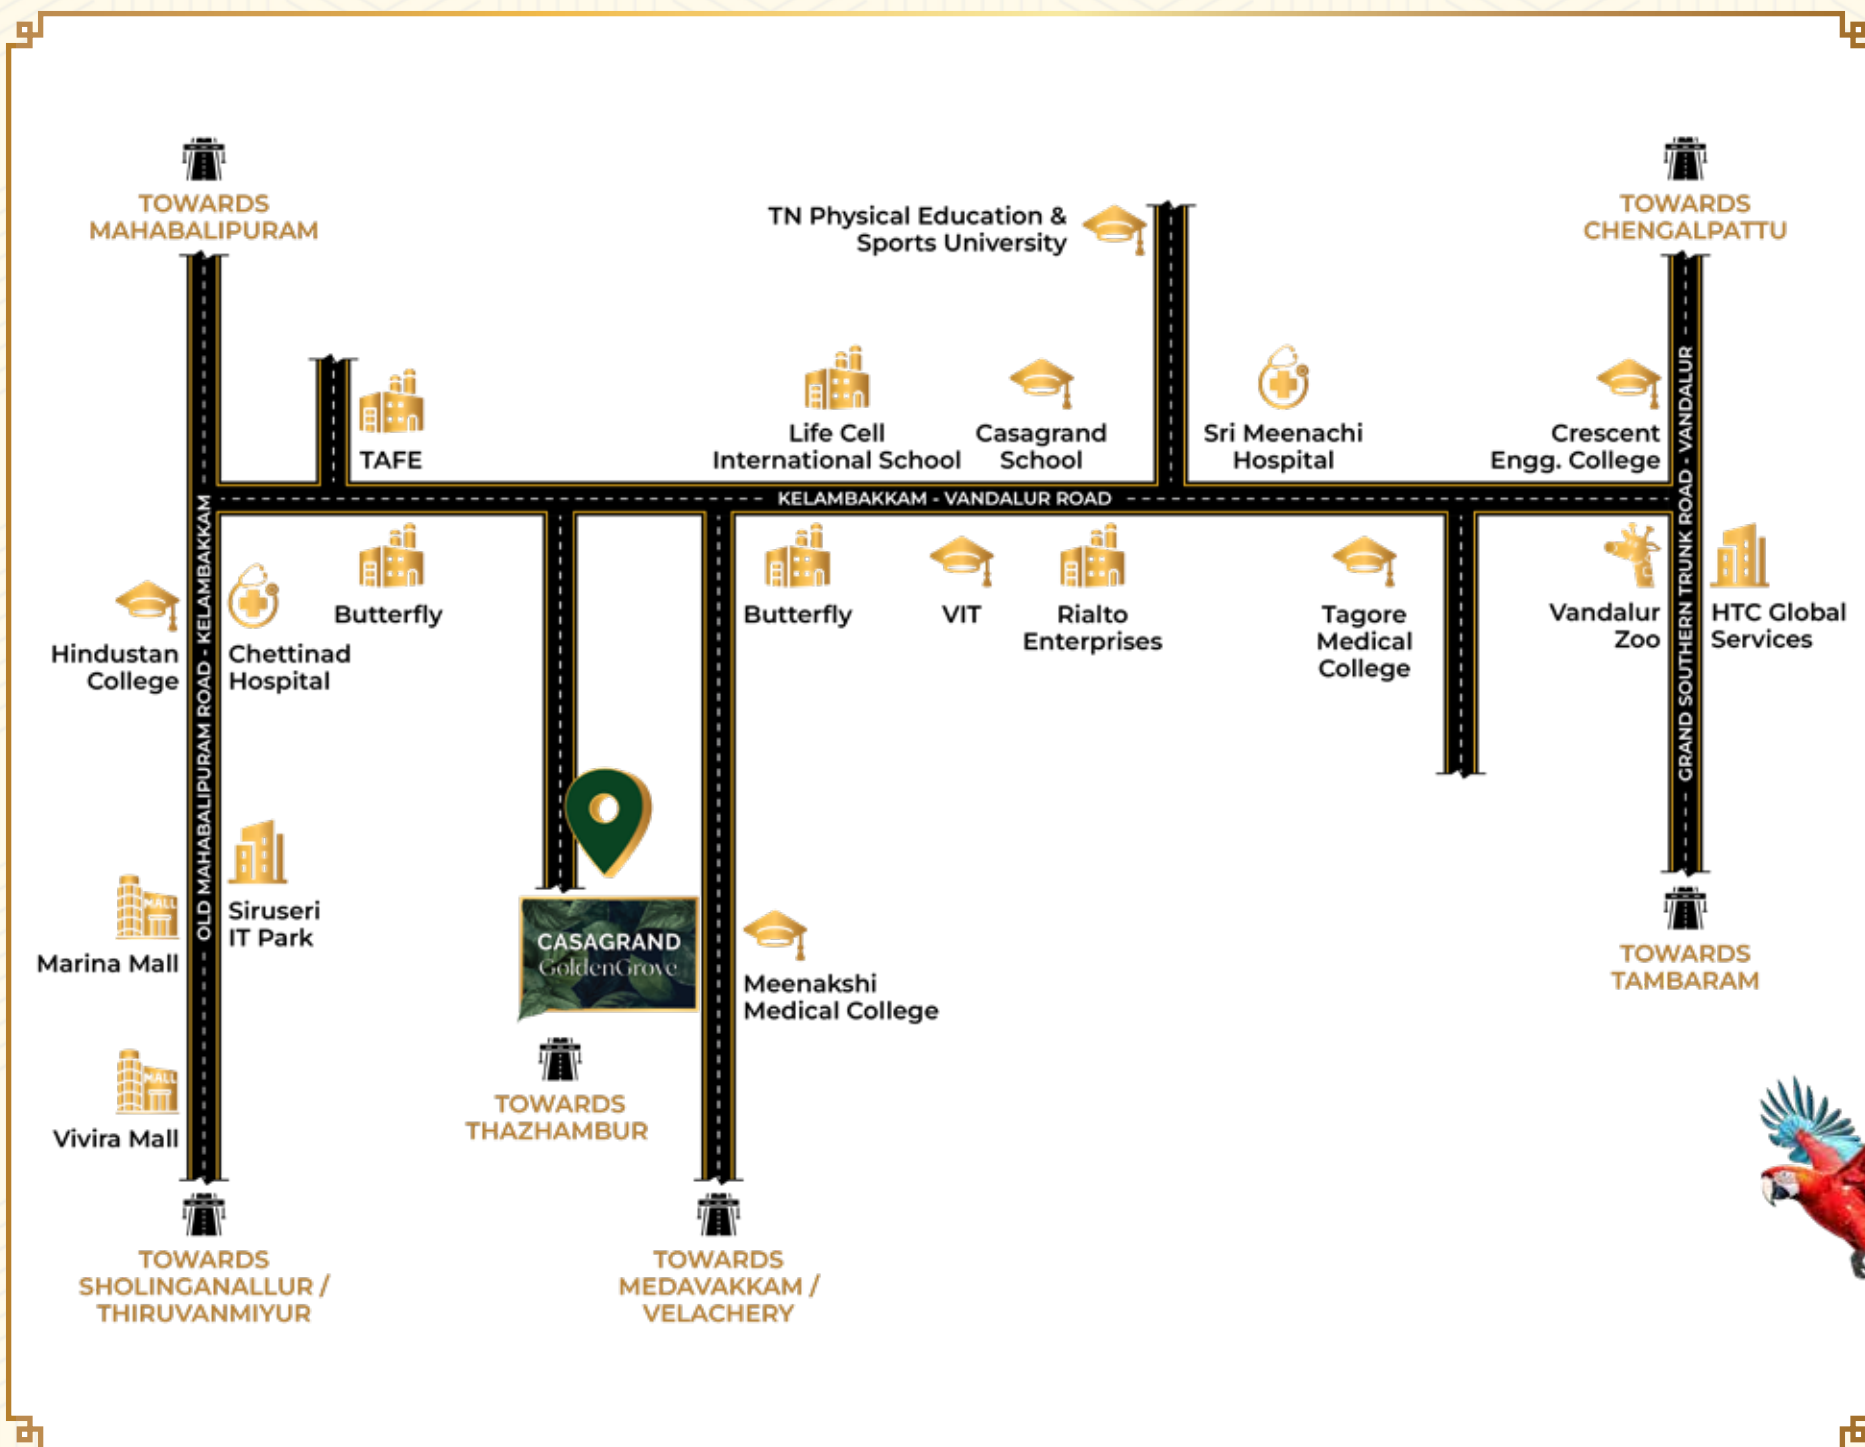 TOWARDS
MAHABALIPURAM
TOWARDS
CHENGALPATTU
TN Physical Education &
Sports University
TAFE
Life Cell
International School
Casagrand
School
Sri Meenachi
Hospital
Crescent
Engg. College
KELAMBAKKAM - VANDALUR ROAD
OLD MAHABALIPURAM ROAD - KELAMBAKKAM
GRAND SOUTHERN TRUNK ROAD - VANDALUR
Hindustan
College
Chettinad
Hospital
Butterfly
Butterfly
VIT
Rialto
Enterprises
Tagore
Medical
College
Vandalur
Zoo
HTC Global
Services
MALL
Marina Mall
Siruseri
IT Park
CASAGRAND
GoldenGrove
Meenakshi
Medical College
TOWARDS
TAMBARAM
MALL
Vivira Mall
TOWARDS
THAZHAMBUR
TOWARDS
SHOLINGANALLUR /
THIRUVANMIYUR
TOWARDS
MEDAVAKKAM /
VELACHERY